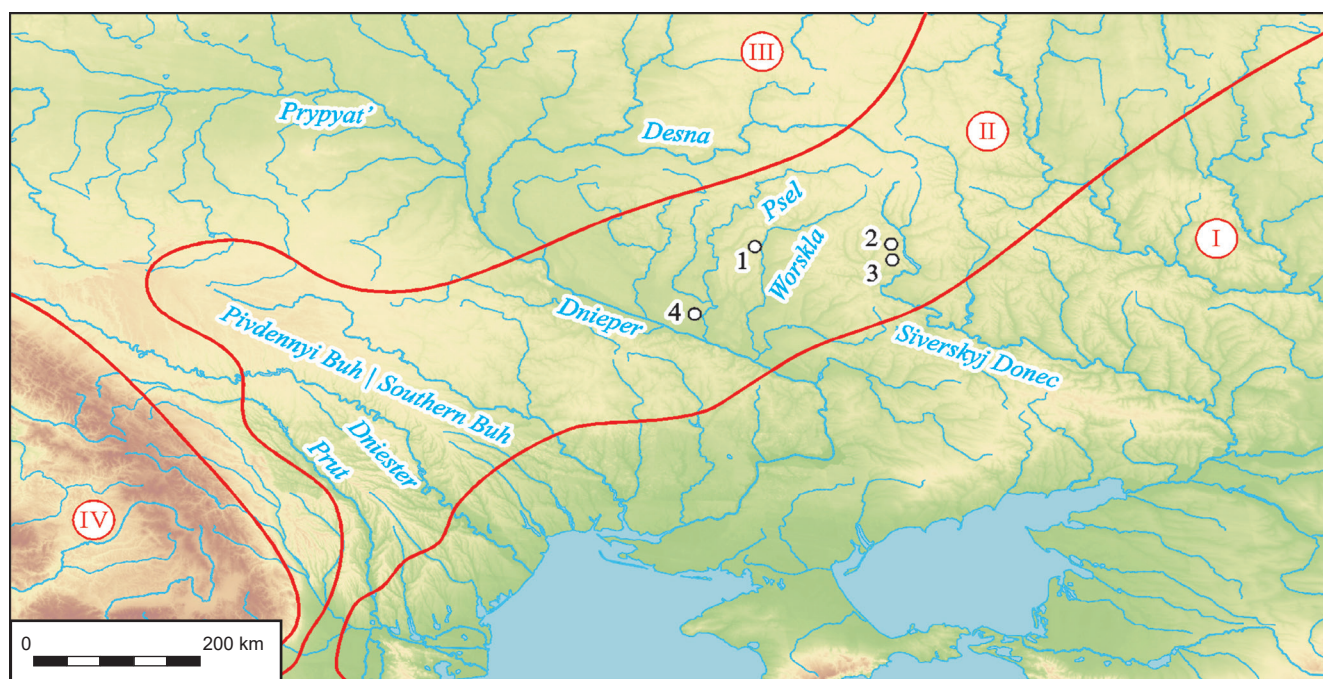 III
Prypyat'
Desna
II
Psel
I
Worskla
1
2
3
4
Dnieper
Siverskyj Donec
Pivdennyi Buh | Southern Buh
Dniester
Prut
IV
0 200 km